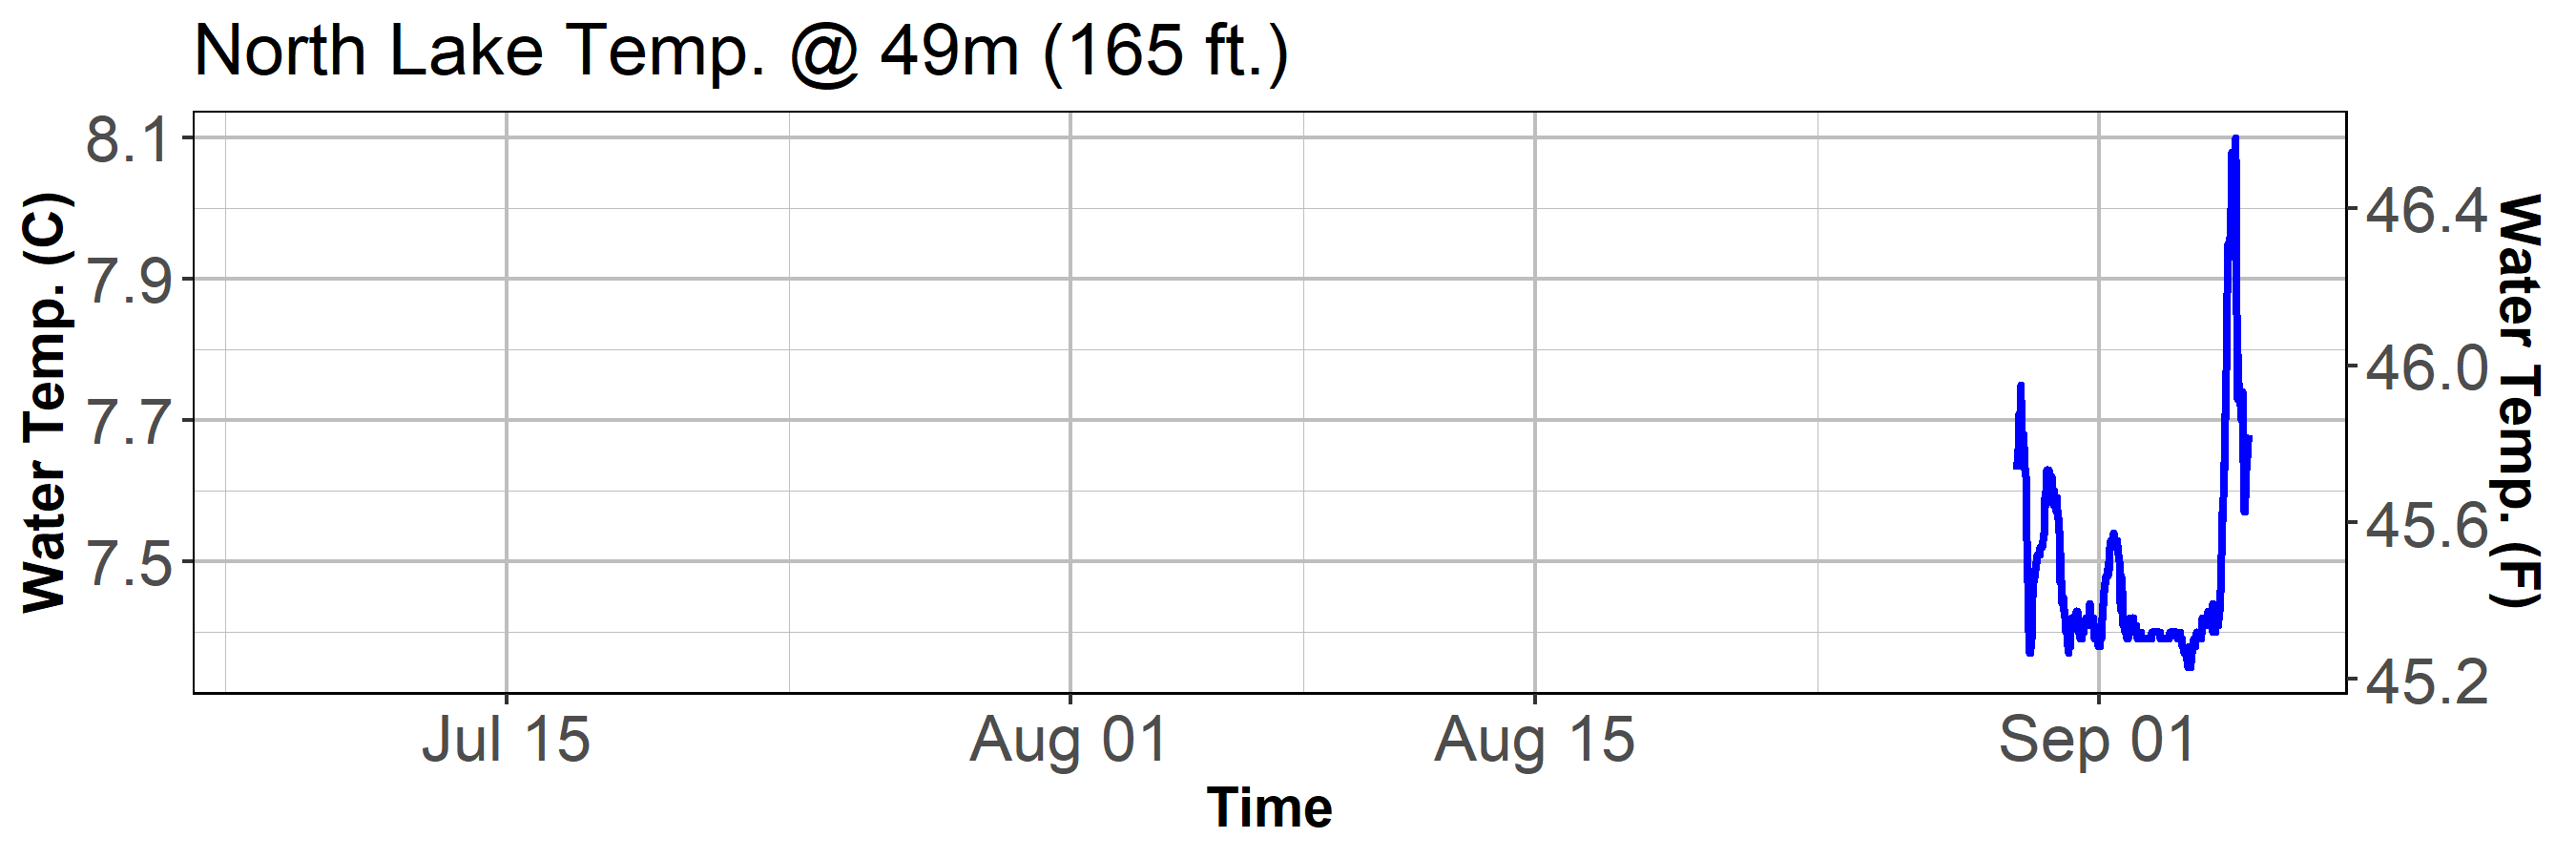 North Lake Temp. @ 49m (165 ft.)
Water Temp. (C)
8.1
7.9
7.7
7.5
46.4
46.0
45.6
45.2
Water Temp. (F)
Jul 15
Aug 01
Aug 15
Sep 01
Time